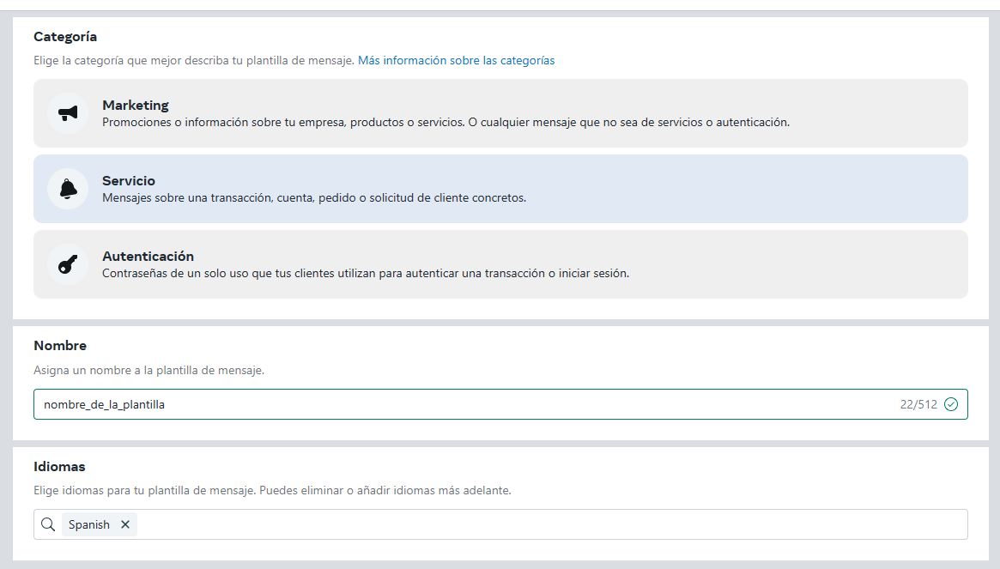 Categoría
Elige la categoría que mejor describa tu plantilla de mensaje. Más información sobre las categorías
Marketing
Promociones o información sobre tu empresa, productos o servicios. O cualquier mensaje que no sea de servicios o autenticación.
Servicio
Mensajes sobre una transacción, cuenta, pedido o solicitud de cliente concretos.
Autenticación
Contraseñas de un solo uso que tus clientes utilizan para autenticar una transacción o iniciar sesión.
Nombre
Asigna un nombre a la plantilla de mensaje.
nombre_de_la_plantilla 22/512
Idiomas
Elige idiomas para tu plantilla de mensaje. Puedes eliminar o añadir idiomas más adelante.
Spanish